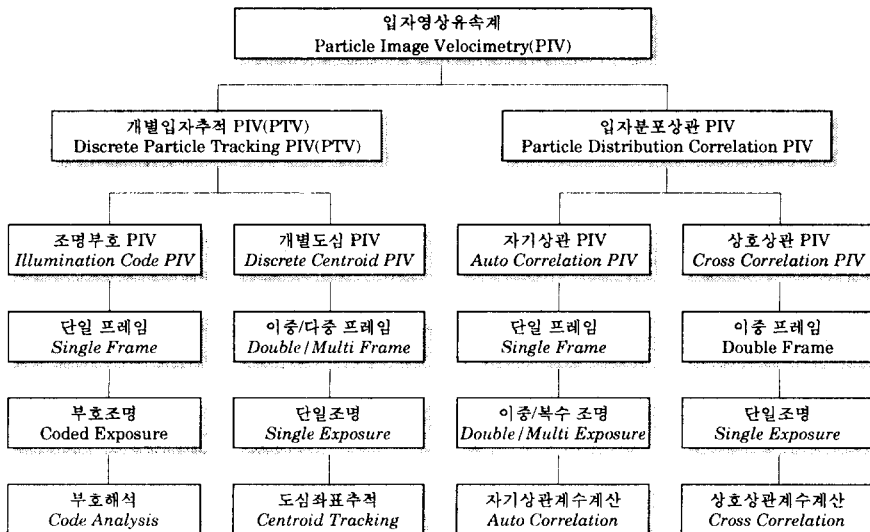 입자영상유속계
Particle Image Velocimetry(PIV)
개별입자추적 PIV(PTV)
Discrete Particle Tracking PIV(PTV)
입자분포상관 PIV
Particle Distribution Correlation PIV
조명부호 PIV
Illumination Code PIV
개별도심 PIV
Discrete Centroid PIV
자기상관 PIV
Auto Correlation PIV
상호상관 PIV
Cross Correlation PIV
단일 프레임
Single Frame
이중/다중 프레임
Double/Multi Frame
단일 프레임
Single Frame
이중 프레임
Double Frame
부호조명
Coded Exposure
단일조명
Single Exposure
이중/복수 조명
Double/Multi Exposure
단일조명
Single Exposure
부호해석
Code Analysis
도심좌표추적
Centroid Tracking
자기상관계수계산
Auto Correlation
상호상관계수계산
Cross Correlation